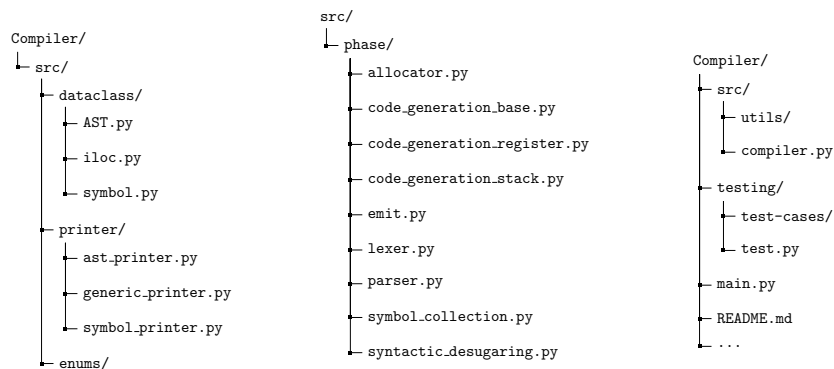 Compiler/
src/
dataclass/
AST.py
iloc.py
symbol.py
printer/
ast_printer.py
generic_printer.py
symbol_printer.py
enums/
src/
phase/
allocator.py
code_generation_base.py
code_generation_register.py
code_generation_stack.py
emit.py
lexer.py
parser.py
symbol_collection.py
syntactic_desugaring.py
Compiler/
src/
utils/
compiler.py
testing/
test-cases/
test.py
main.py
README.md
...